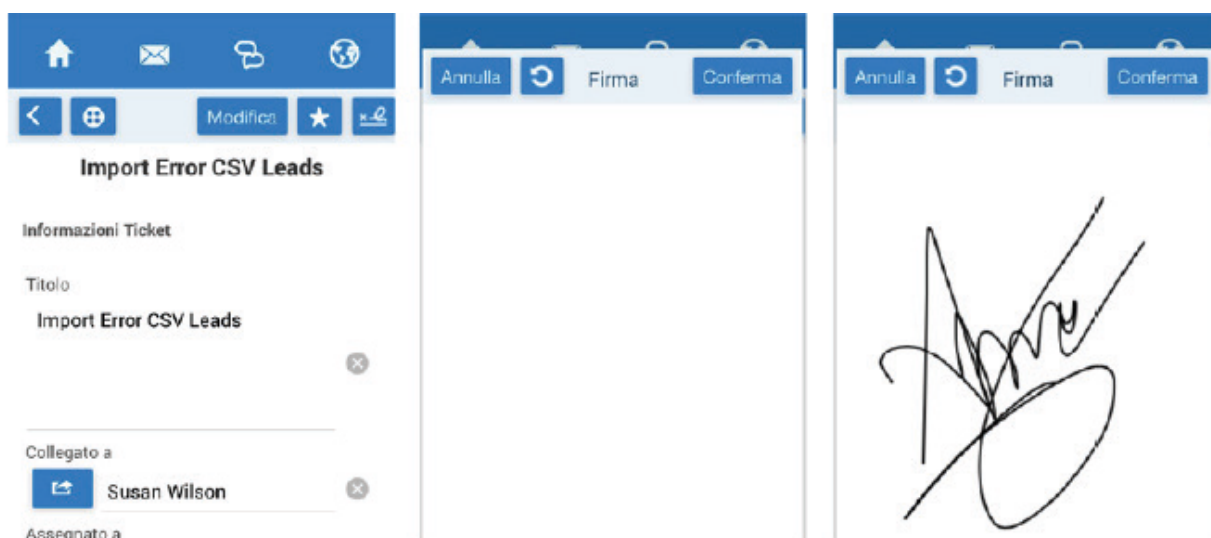 Modifica
Import Error CSV Leads
Informazioni Ticket
Titolo
Import Error CSV Leads
Collegato a
Susan Wilson
Assegnato a
Annulla
Firma
Conferma
Annulla
Firma
Conferma